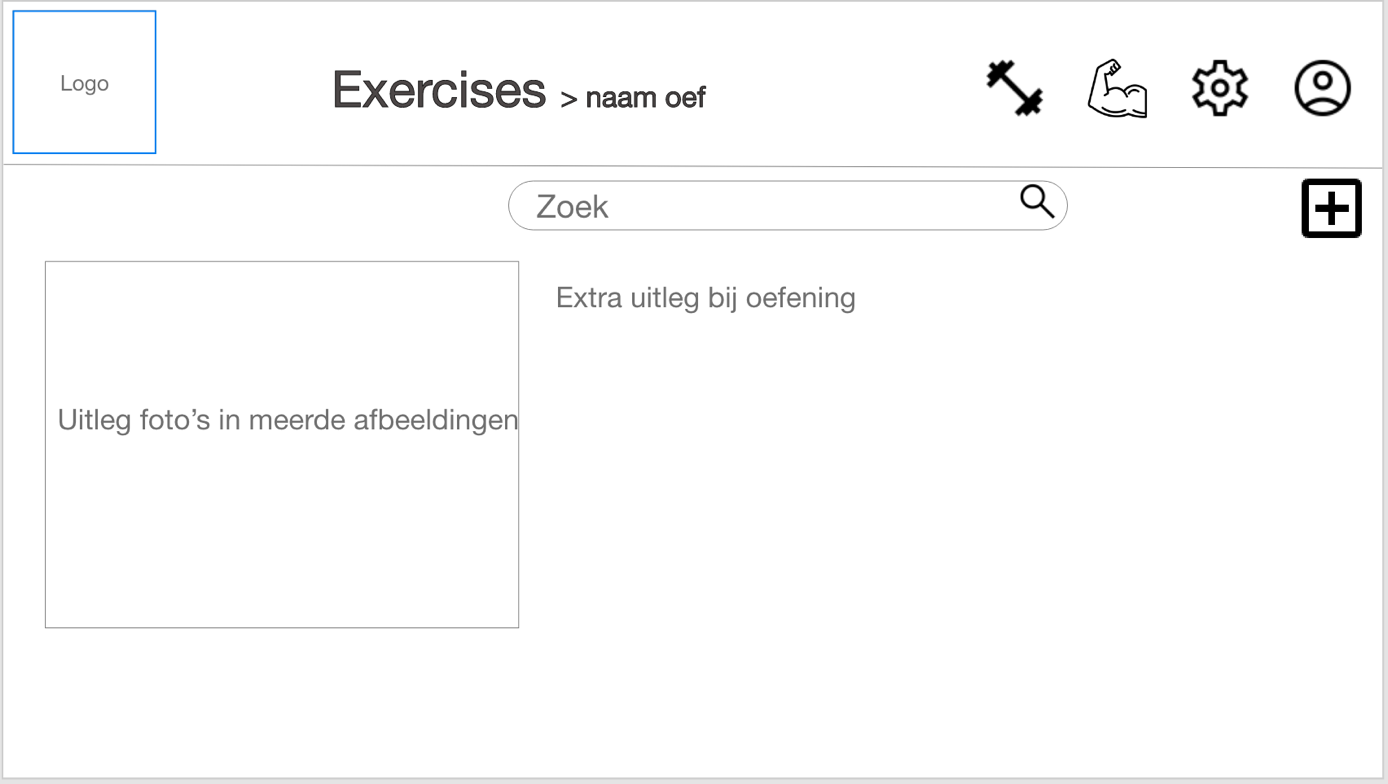 Logo
Exercises > naam oef
Zoek
Extra uitleg bij oefening
Uitleg foto’s in meerde afbeeldingen